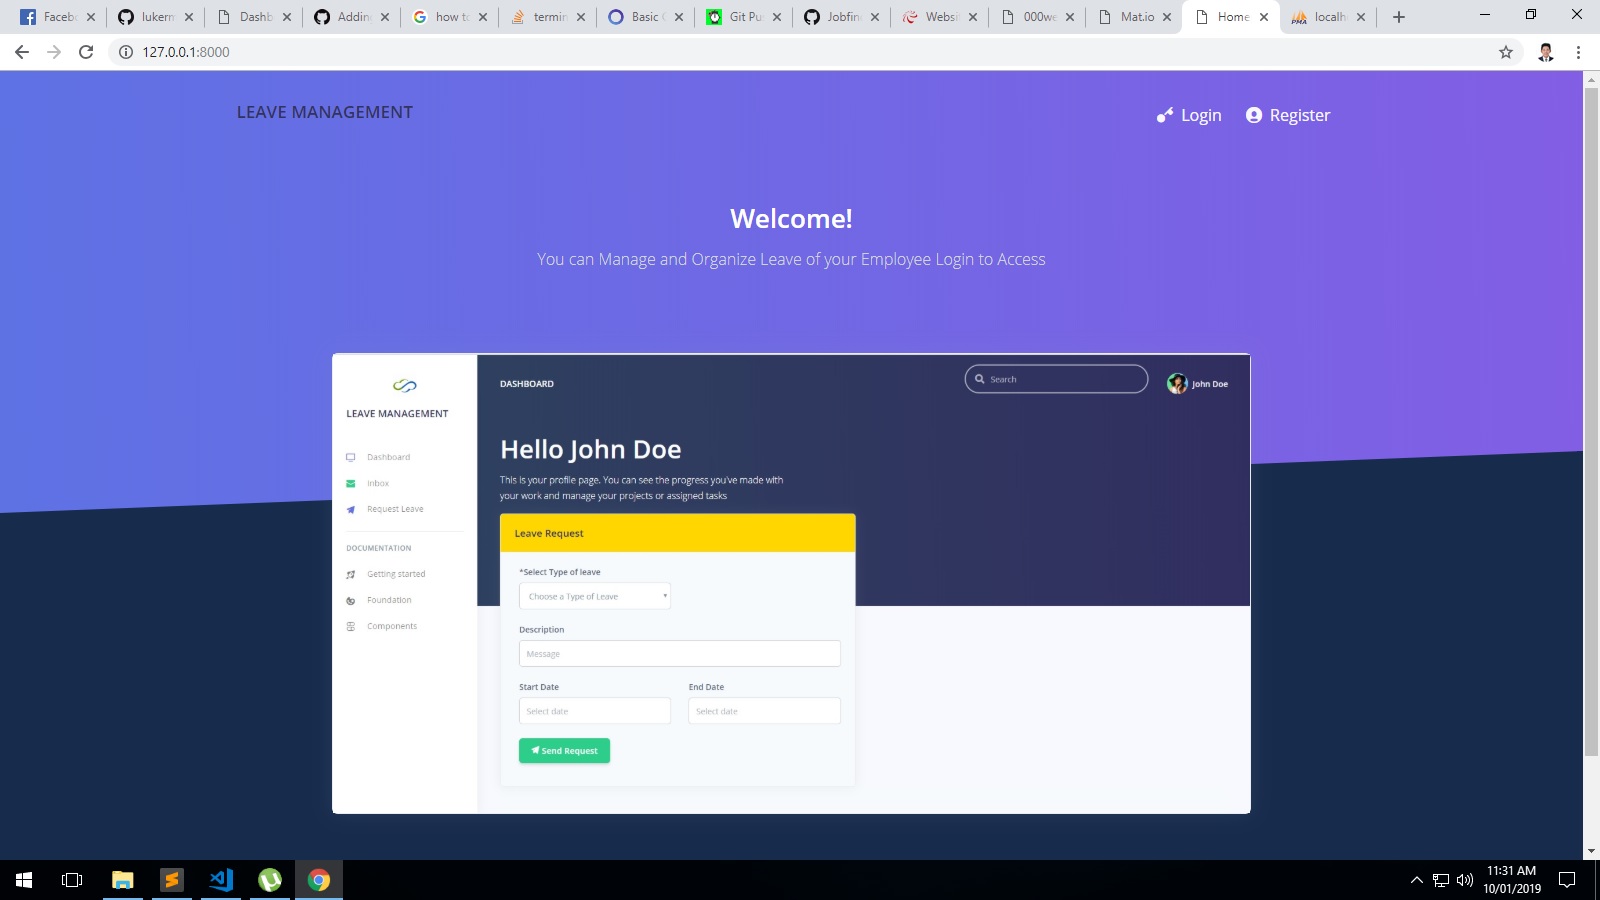 Faceb
lukerm
Dashb
Addin
how to
termin
Basic
Git Pu
Jobfin
Websi
000we
Mat.io
Home
PMA
localh
127.0.0.1:8000
LEAVE MANAGEMENT
Login
Register
Welcome!
You can Manage and Organize Leave of your Employee Login to Access
DASHBOARD
Search
John Doe
LEAVE MANAGEMENT
Dashboard
Inbox
Request Leave
DOCUMENTATION
Getting started
Foundation
Components
Hello John Doe
This is your profile page. You can see the progress you've made with
your work and manage your projects or assigned tasks
Leave Request
*Select Type of leave
Choose a Type of Leave
Description
Message
Start Date
End Date
Select date
Select date
Send Request
11:31 AM
10/01/2019